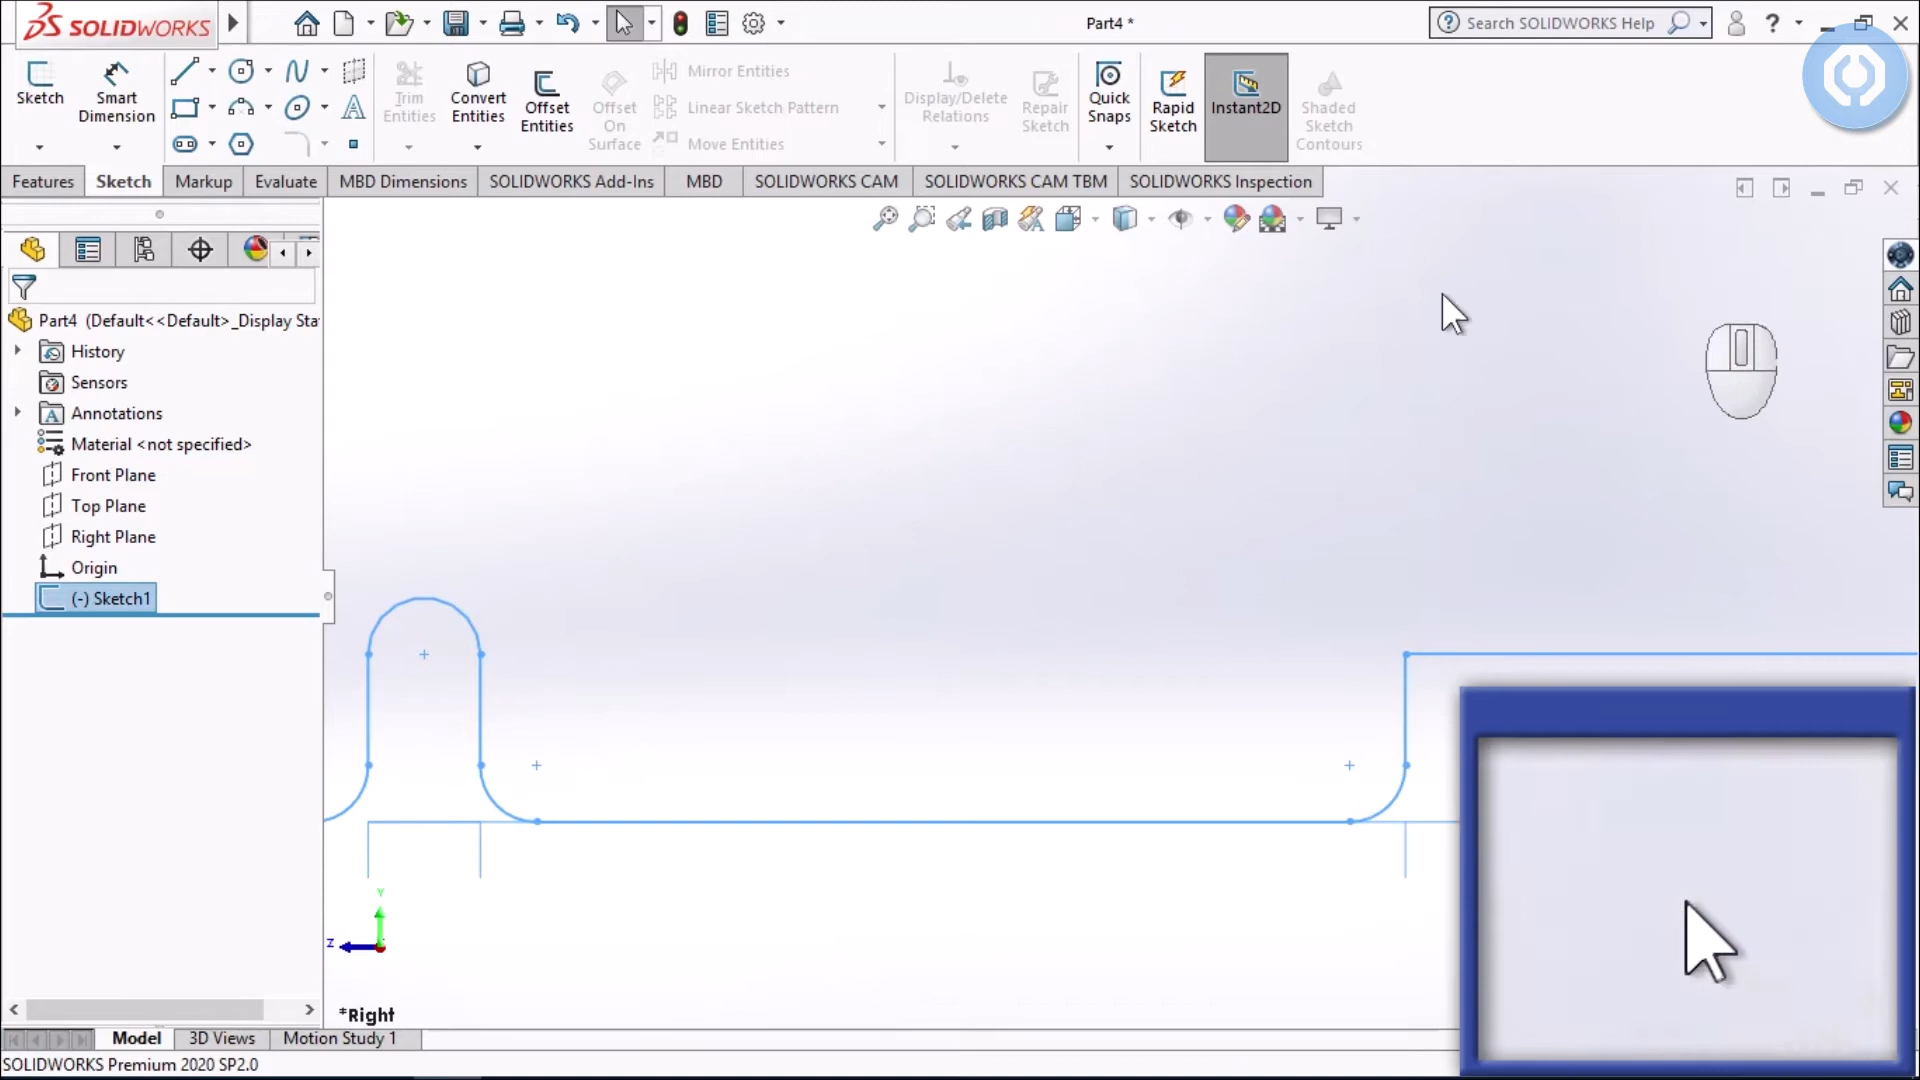 SOLIDWORKS
Part4 *
Search SOLIDWORKS Help
Sketch
Smart Dimension
Trim Entities
Convert Entities
Offset Entities
Offset On Surface
Mirror Entities
Linear Sketch Pattern
Move Entities
Display/Delete Relations
Repair Sketch
Quick Snaps
Rapid Sketch
Instant2D
Shaded Sketch Contours
Features
Sketch
Markup
Evaluate
MBD Dimensions
SOLIDWORKS Add-Ins
MBD
SOLIDWORKS CAM
SOLIDWORKS CAM TBM
SOLIDWORKS Inspection
Part4 (Default<<Default>_Display Sta
History
Sensors
Annotations
Material <not specified>
Front Plane
Top Plane
Right Plane
Origin
(-) Sketch1
Y
Z
*Right
Model
3D Views
Motion Study 1
SOLIDWORKS Premium 2020 SP2.0